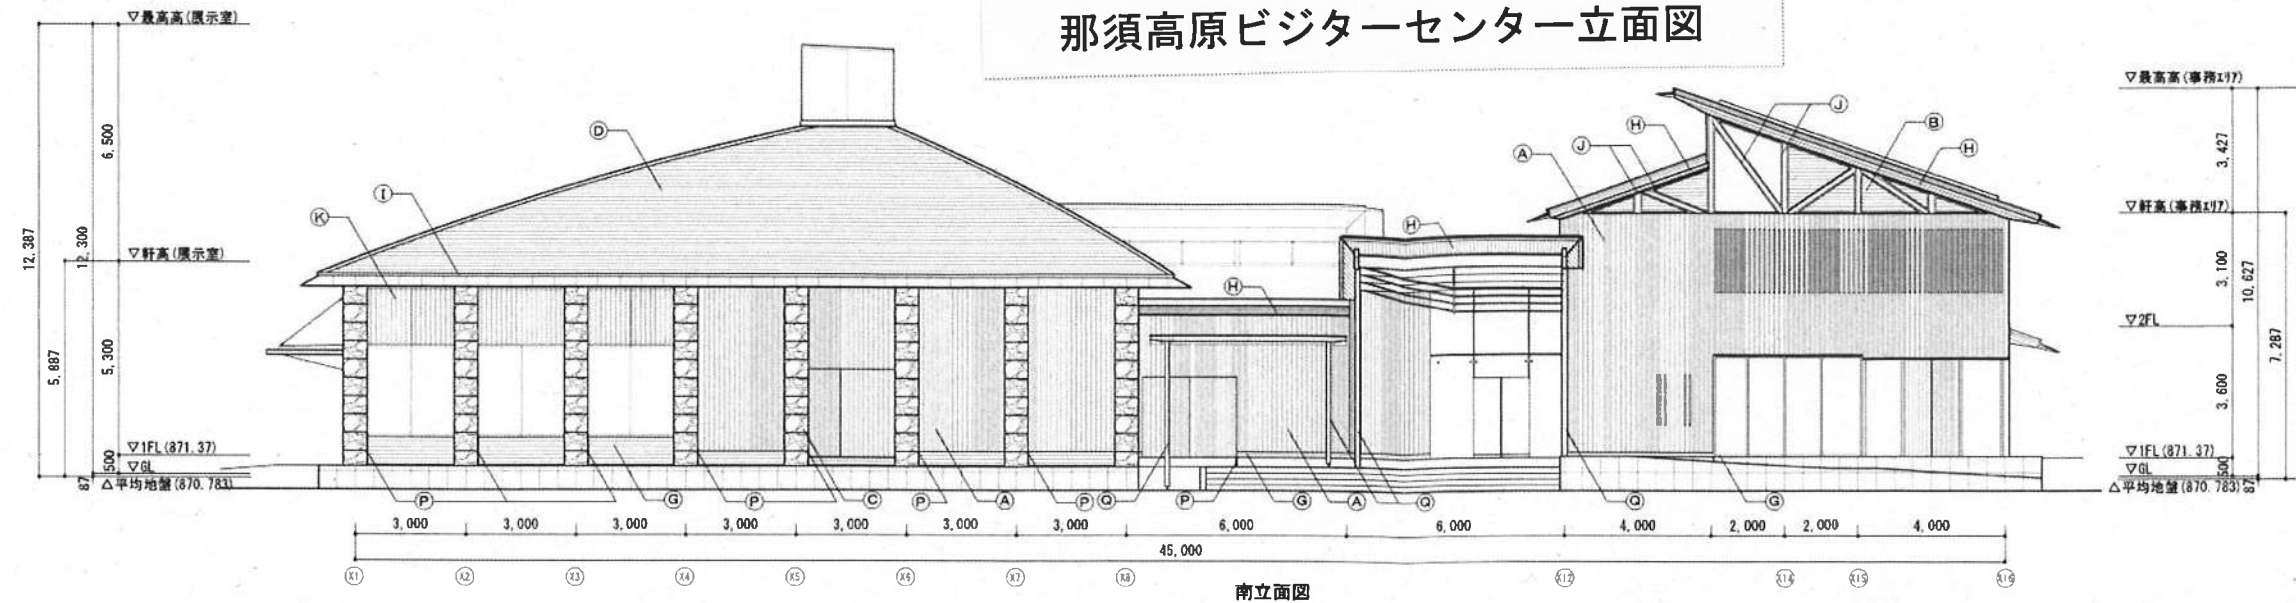 那須高原ビジターセンター立面図
▽最高高(展示室)
▽軒高(展示室)
▽1FL(871.37)
▽GL
△平均地盤(870.783)
12,387
5,887
12,300
6,500
5,300
500
87
Ⓓ
Ⓘ
Ⓚ
Ⓗ
Ⓗ
Ⓐ
Ⓙ
Ⓗ
Ⓙ
Ⓑ
Ⓗ
▽最高高(事務エリア)
▽軒高(事務エリア)
▽2FL
▽1FL(871.37)
▽GL
△平均地盤(870.783)
3,427
3,100
3,600
500
87
10,627
7,287
Ⓟ Ⓖ Ⓟ Ⓒ Ⓟ Ⓐ Ⓟ Ⓠ Ⓟ Ⓖ Ⓐ Ⓠ Ⓠ Ⓖ
3,000 3,000 3,000 3,000 3,000 3,000 3,000 6,000 6,000 4,000 2,000 2,000 4,000
45,000
X1 X2 X3 X4 X5 X6 X7 X8 X12 X14 X15 X16
南立面図